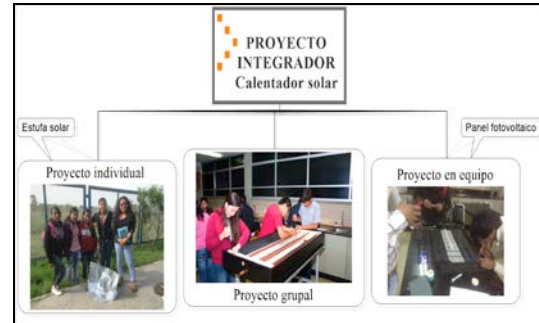 PROYECTO
INTEGRADOR
Calentador solar
Estufa solar
Panel fotovoltaico
Proyecto individual
Proyecto grupal
Proyecto en equipo